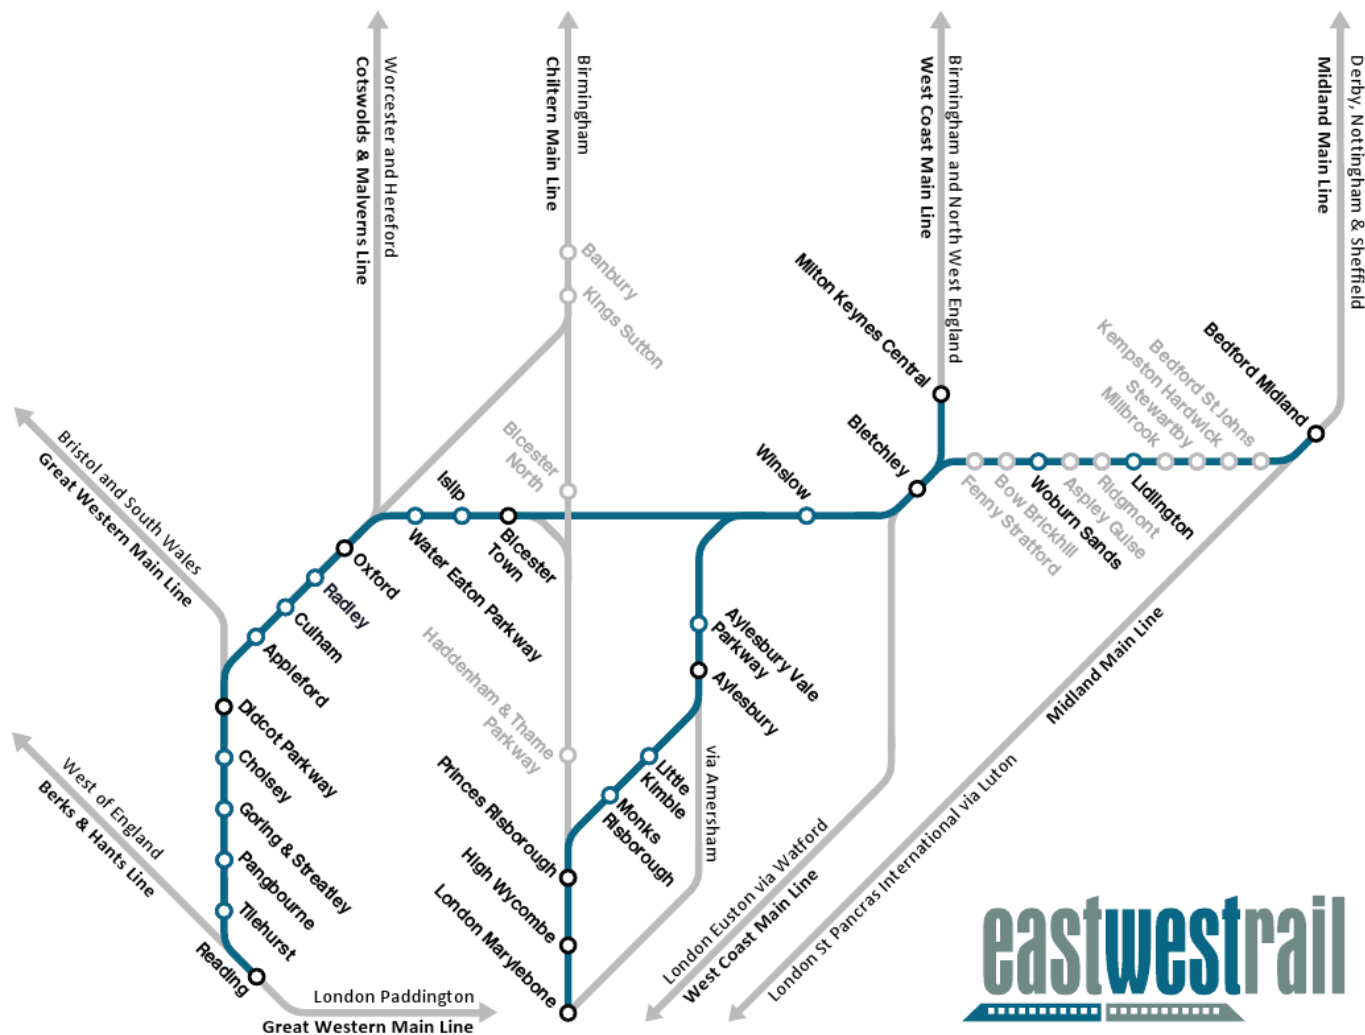 Worcester and Hereford
Cotswolds & Malverns Line
Birmingham
Chiltern Main Line
Birmingham and North West England
West Coast Main Line
Derby, Nottingham & Sheffield
Midland Main Line
Banbury
Kings Sutton
Bicester
North
Milton Keynes Central
Bletchley
Winslow
Bedford Midland
Bedford St Johns
Kempston Hardwick
Stewartby
Millbrook
Lidlington
Ridgmont
Aspley Guise
Woburn Sands
Bow Brickhill
Fenny Stratford
Bristol and South Wales
Great Western Main Line
Islip
Bicester
Town
Water Eaton Parkway
Oxford
Radley
Culham
Appleford
Didcot Parkway
Cholsey
Goring & Streatley
Pangbourne
Tilehurst
Reading
West of England
Berks & Hants Line
London Paddington
Great Western Main Line
Haddenham & Thame
Parkway
Aylesbury Vale
Parkway
Aylesbury
Little
Kimble
Monks
Risborough
Princes Risborough
High Wycombe
London Marylebone
via Amersham
London Euston via Watford
West Coast Main Line
Midland Main Line
London St Pancras International via Luton
eastwestrail